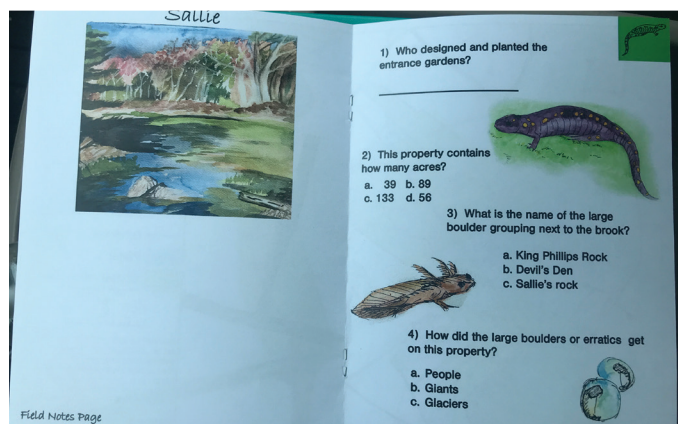 Sallie
Field Notes Page
1) Who designed and planted the
entrance gardens?
2) This property contains
how many acres?
a. 39 b. 89
c. 133 d. 56
3) What is the name of the large
boulder grouping next to the brook?
a. King Phillips Rock
b. Devil's Den
c. Sallie's rock
4) How did the large boulders or erratics get
on this property?
a. People
b. Giants
c. Glaciers